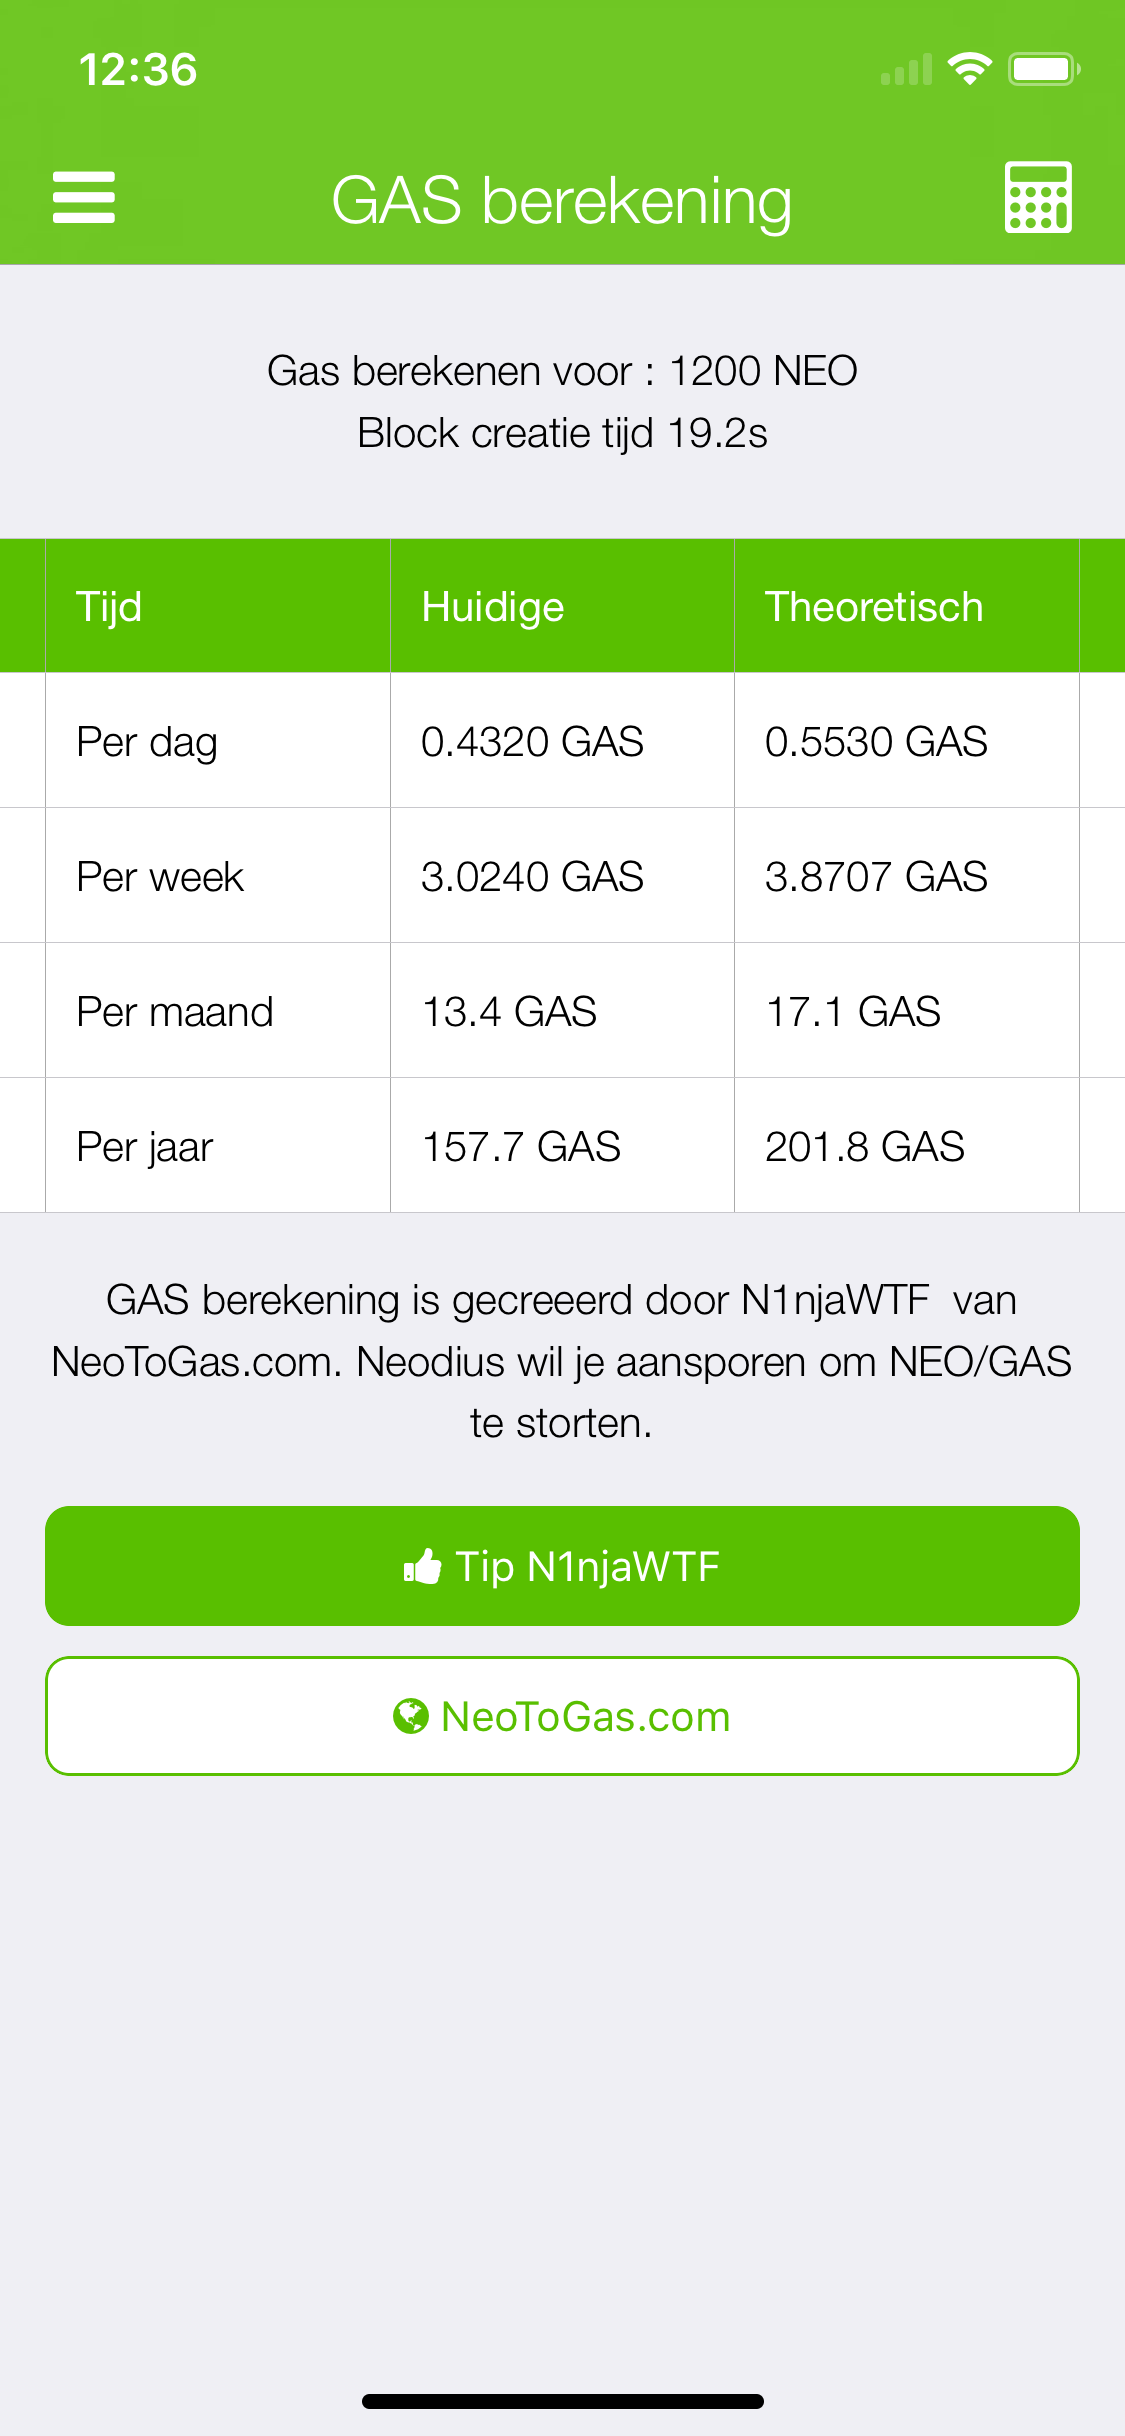 12:36
GAS berekening
Gas berekenen voor : 1200 NEO
Block creatie tijd 19.2s
Tijd Huidige Theoretisch
Per dag 0.4320 GAS 0.5530 GAS
Per week 3.0240 GAS 3.8707 GAS
Per maand 13.4 GAS 17.1 GAS
Per jaar 157.7 GAS 201.8 GAS
GAS berekening is gecreeerd door N1njaWTF van
NeoToGas.com. Neodius wil je aansporen om NEO/GAS
te storten.
Tip N1njaWTF
NeoToGas.com